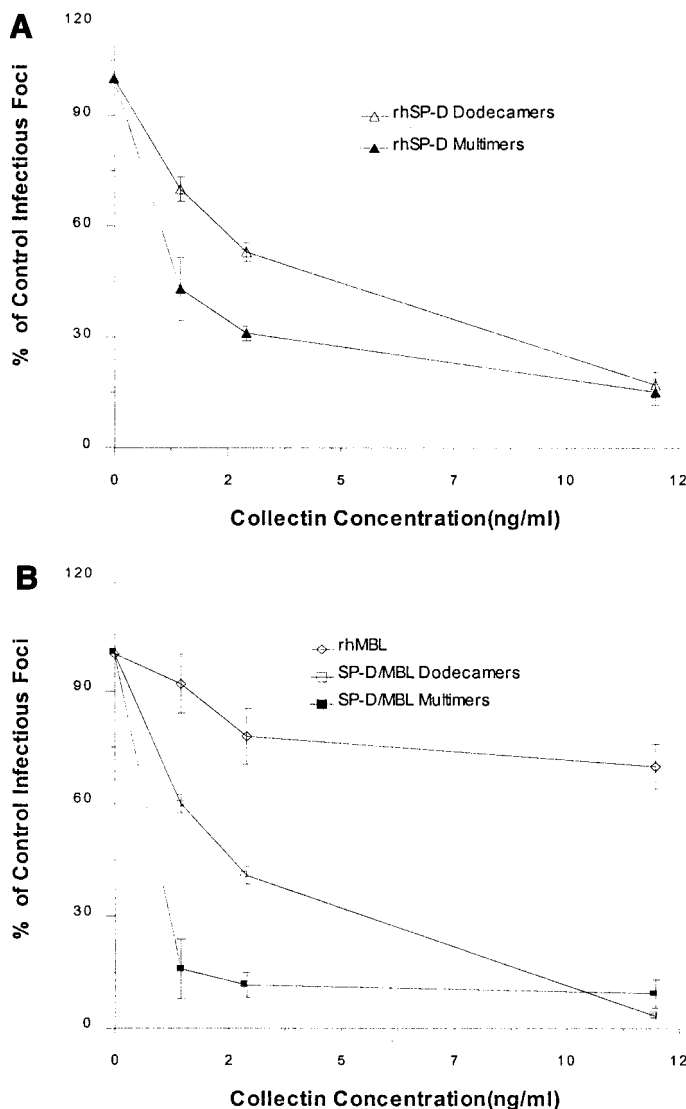 A
120
90
60
30
0
% of Control Infectious Foci
rhSP-D Dodecamers
rhSP-D Multimers
0 2 5 7 10 12
Collectin Concentration(ng/ml)
B
120
90
60
30
0
% of Control Infectious Foci
rhMBL
SP-D/MBL Dodecamers
SP-D/MBL Multimers
0 2 5 7 10 12
Collectin Concentration(ng/ml)